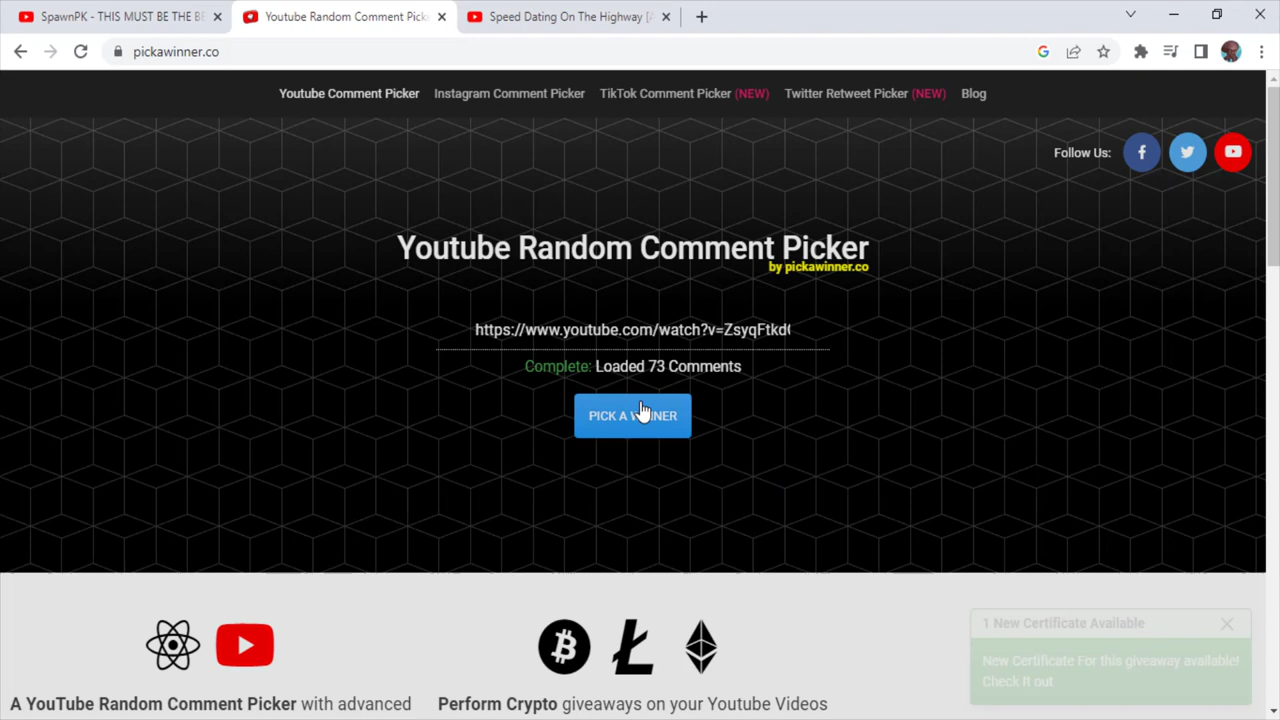 SpawnPK - THIS MUST BE THE BE
Youtube Random Comment Pick
Speed Dating On The Highway [
pickawinner.co
Youtube Comment Picker
Instagram Comment Picker
TikTok Comment Picker (NEW)
Twitter Retweet Picker (NEW)
Blog
Follow Us:
Youtube Random Comment Picker
by pickawinner.co
https://www.youtube.com/watch?v=ZsyqFtkd
Complete: Loaded 73 Comments
PICK A WINNER
1 New Certificate Available
New Certificate For this giveaway available!
Check It out
A YouTube Random Comment Picker with advanced
Perform Crypto giveaways on your Youtube Videos